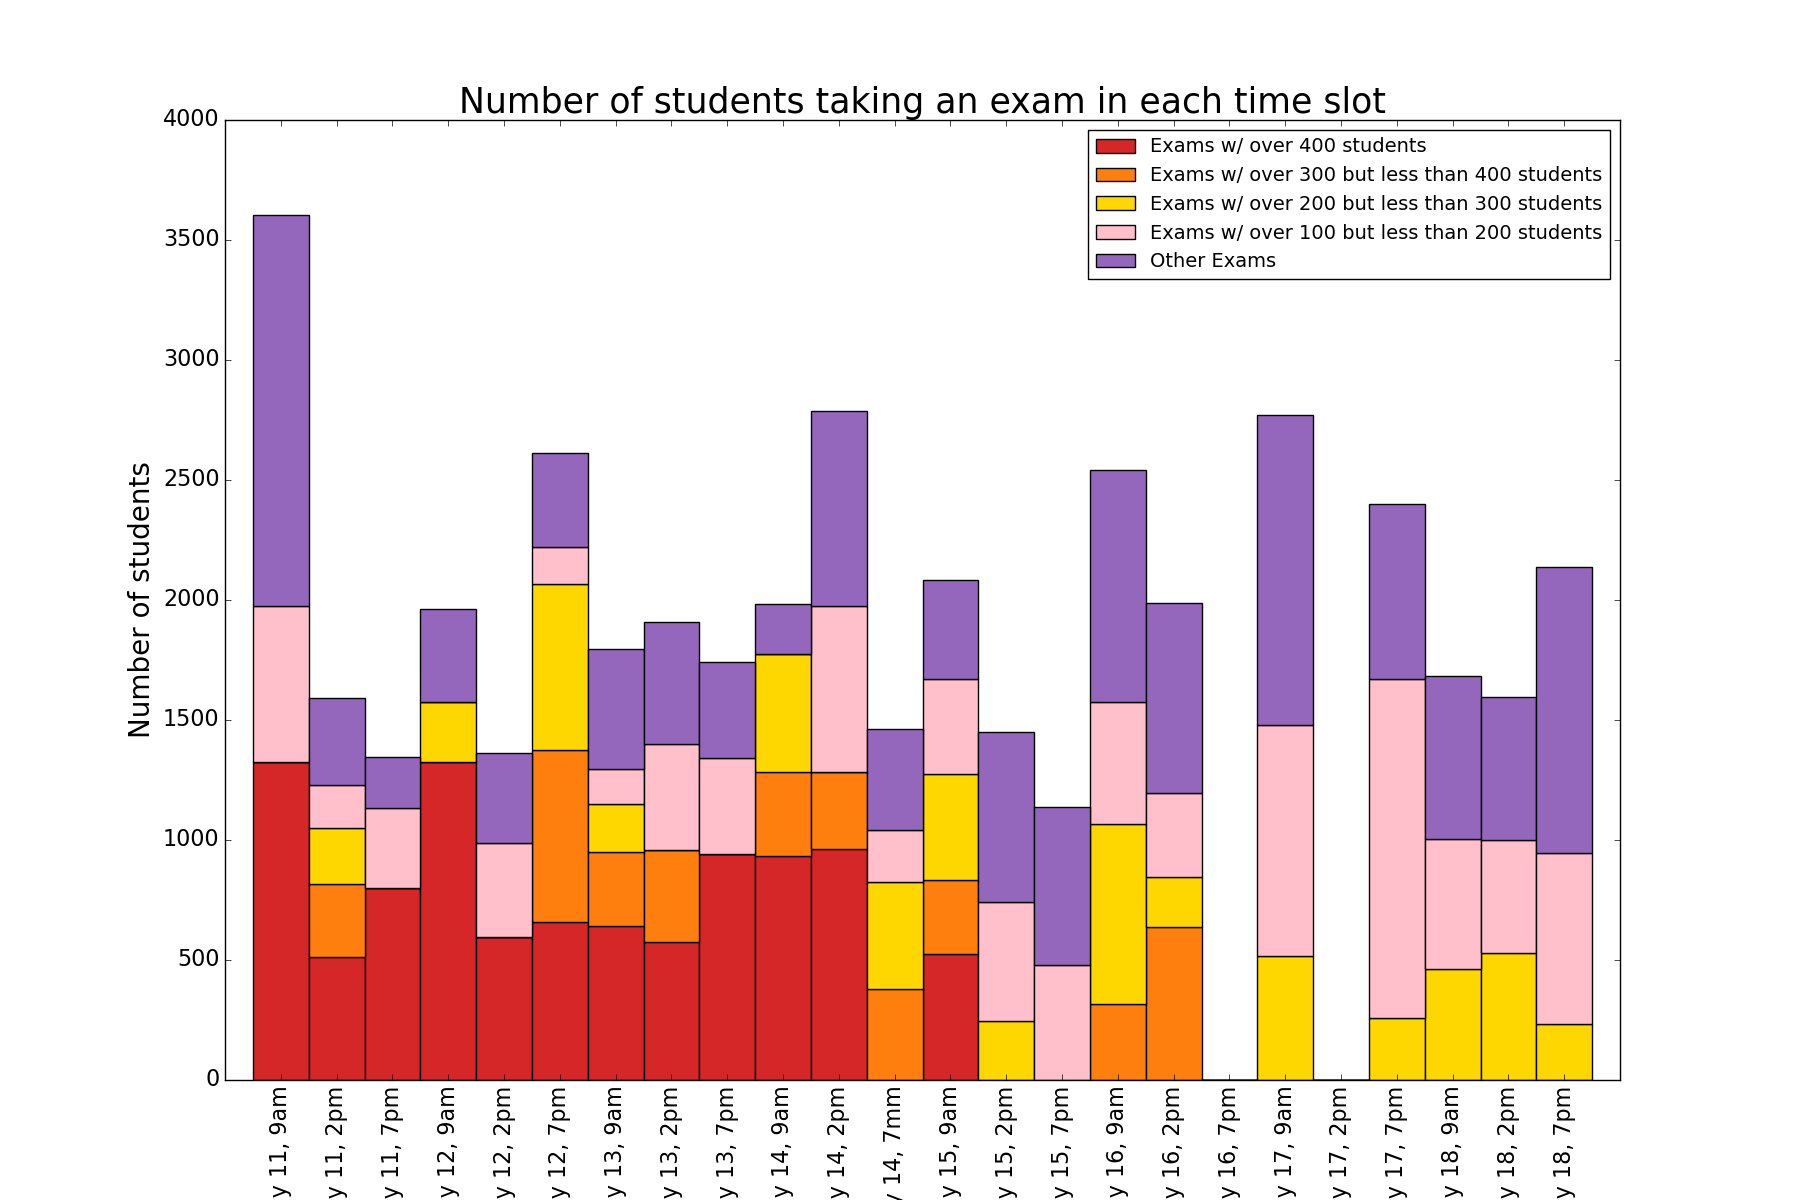 Number of students taking an exam in each time slot
Exams w/ over 400 students
Exams w/ over 300 but less than 400 students
Exams w/ over 200 but less than 300 students
Exams w/ over 100 but less than 200 students
Other Exams
Number of students
4000
3500
3000
2500
2000
1500
1000
500
0
y 11, 9am
y 11, 2pm
y 11, 7pm
y 12, 9am
y 12, 2pm
y 12, 7pm
y 13, 9am
y 13, 2pm
y 13, 7pm
y 14, 9am
y 14, 2pm
y 14, 7mm
y 15, 9am
y 15, 2pm
y 15, 7pm
y 16, 9am
y 16, 2pm
y 16, 7pm
y 17, 9am
y 17, 2pm
y 17, 7pm
y 18, 9am
y 18, 2pm
y 18, 7pm